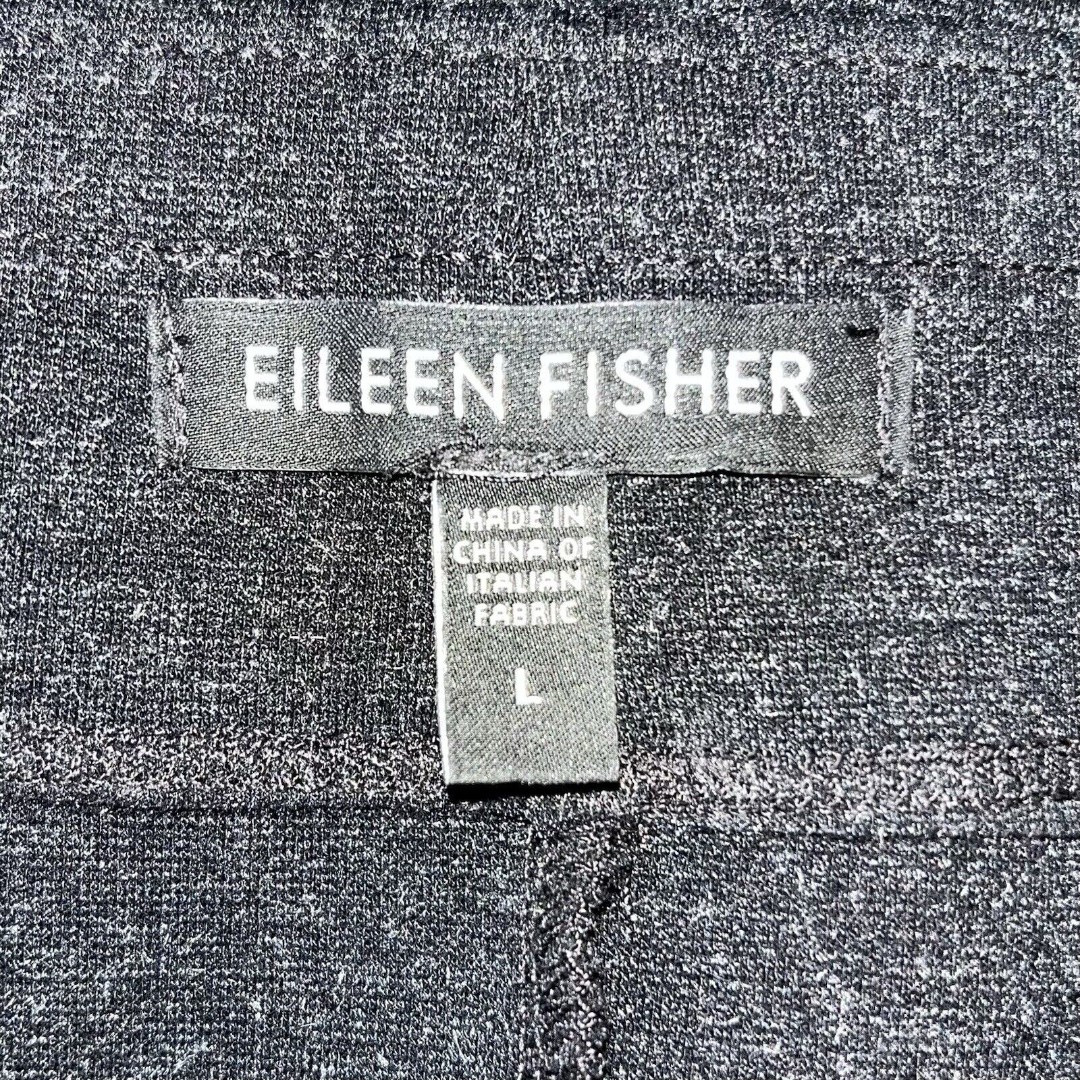 EILEEN FISHER
MADE IN
CHINA OF
ITALIAN
FABRIC
L